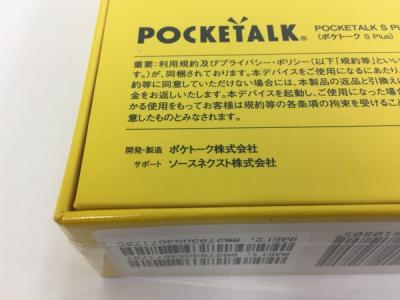 POCKETALK®
POCKETALK S Pl
(ポケトーク S Plus)
重要：利用規約及びプライバシー・ポリシー（以下「規約等」といい
す。）が、同梱されております。本デバイスをご使用になるにあたり、
約等に同意していただけない場合には、本製品の返品と引換え
金をお返しいたします。本デバイスを起動し、ご使用になった場合
かる使用をもってお客様は規約等の各条項の拘束を受けること
意したものとみなされます。
開発・製造 ポケトーク株式会社
サポート ソースネクスト株式会社